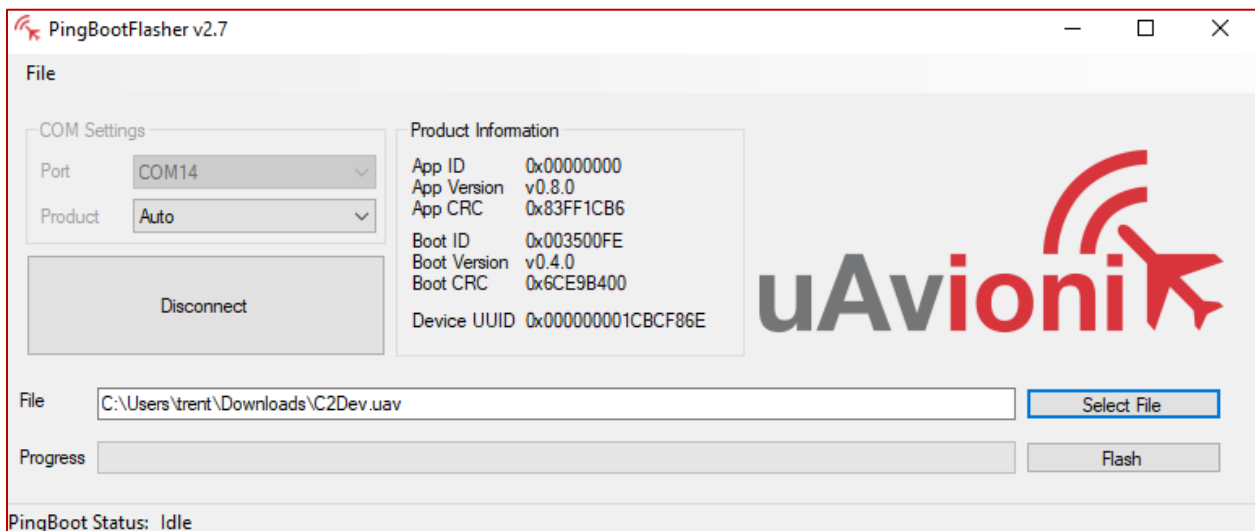 PingBootFlasher v2.7
File
COM Settings
Port COM14
Product Auto
Disconnect
Product Information
App ID 0x00000000
App Version v0.8.0
App CRC 0x83FF1CB6
Boot ID 0x003500FE
Boot Version v0.4.0
Boot CRC 0x6CE9B400
Device UUID 0x000000001CBCF86E
uAvioni
File C:\Users\trent\Downloads\C2Dev.uav Select File
Progress Flash
PingBoot Status: Idle